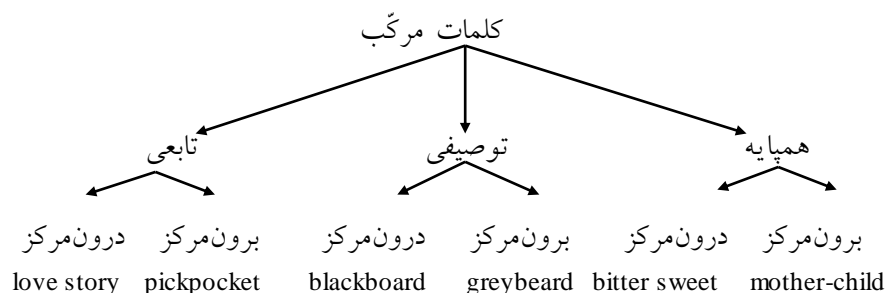 کلمات مرکّب
همپایه توصیفی تابعی
برون‌مرکز درون‌مرکز برون‌مرکز درون‌مرکز برون‌مرکز درون‌مرکز
love story pickpocket blackboard greybeard bitter sweet mother-child